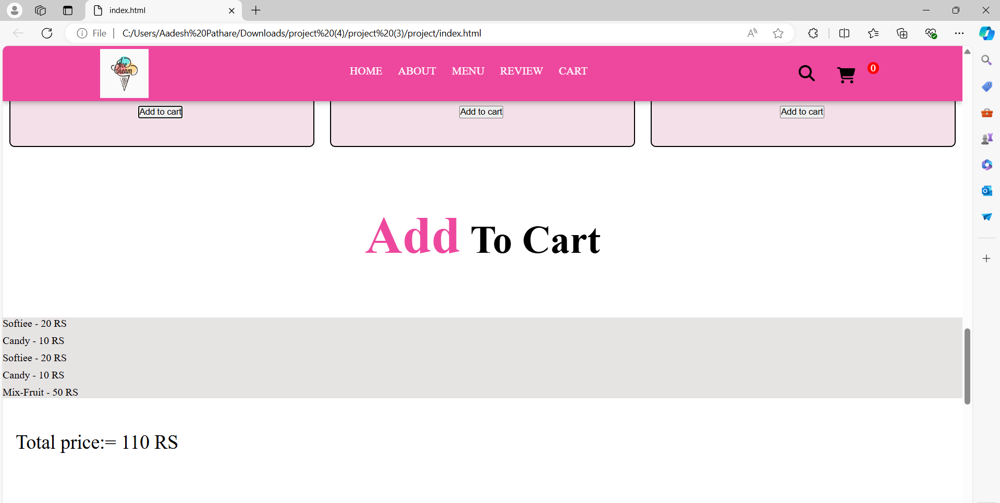 index.html
File
C:/Users/Aadesh%20Pathare/Downloads/project%20(4)/project%20(3)/project/index.html
Ice Cream
HOME ABOUT MENU REVIEW CART
0
Add to cart Add to cart Add to cart
Add To Cart
Softiee - 20 RS
Candy - 10 RS
Softiee - 20 RS
Candy - 10 RS
Mix-Fruit - 50 RS
Total price:= 110 RS